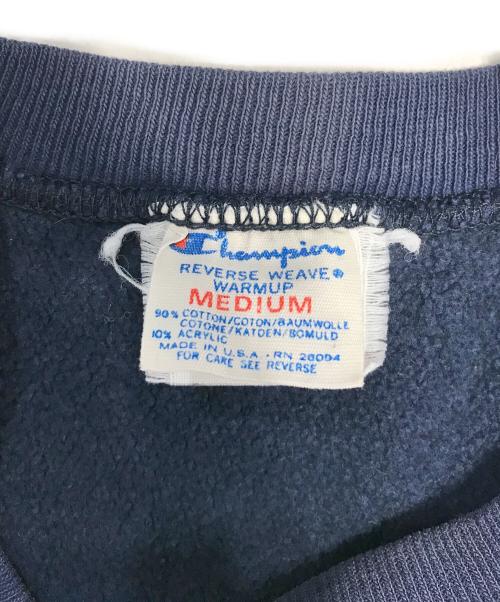 Champion
REVERSE WEAVE®
WARMUP
MEDIUM
90% COTTON/COTON/BAUMWOLLE
COTONE/KATOEN/BOMULD
10% ACRYLIC
MADE IN U.S.A. - RN 26094
FOR CARE SEE REVERSE